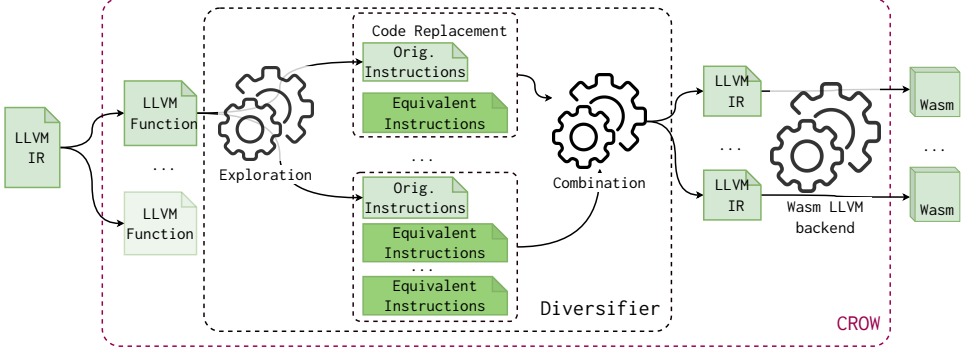 LLVM
IR
LLVM
Function
...
LLVM
Function
Exploration
Code Replacement
Orig.
Instructions
Equivalent
Instructions
...
Orig.
Instructions
Equivalent
Instructions
...
Equivalent
Instructions
Combination
Diversifier
LLVM
IR
...
LLVM
IR
Wasm LLVM
backend
Wasm
...
Wasm
CROW